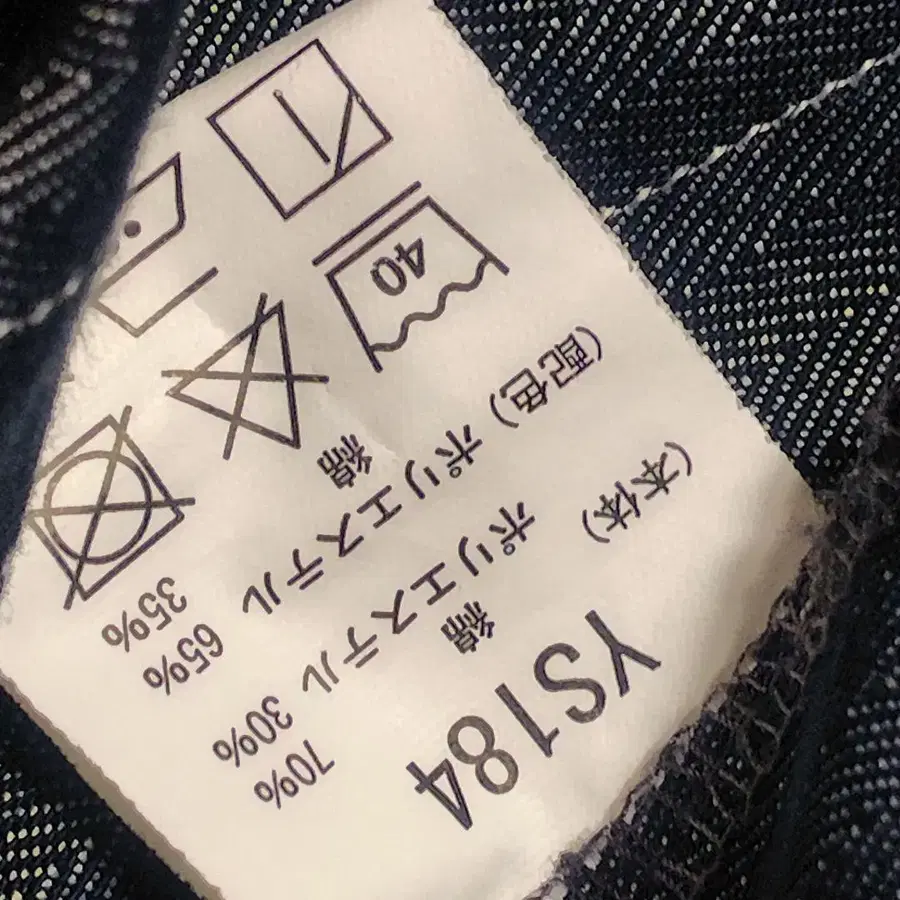 YS184
(本体) 綿 70%
ポリエステル 30%
(配色) ポリエステル 65%
綿 35%
40